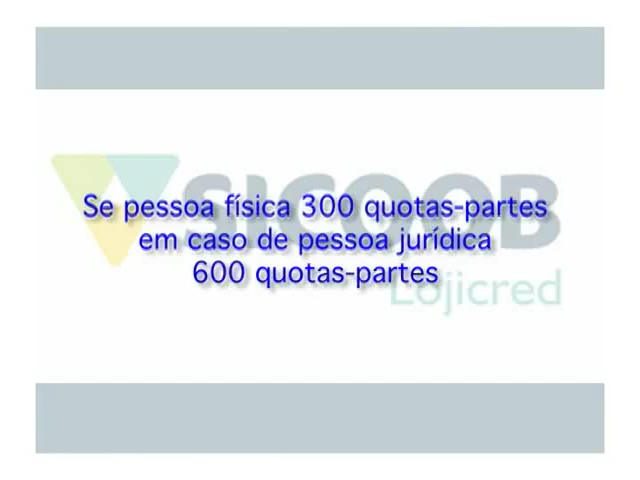 SICOOB
Se pessoa física 300 quotas-partes
em caso de pessoa jurídica
600 quotas-partes
Lojicred